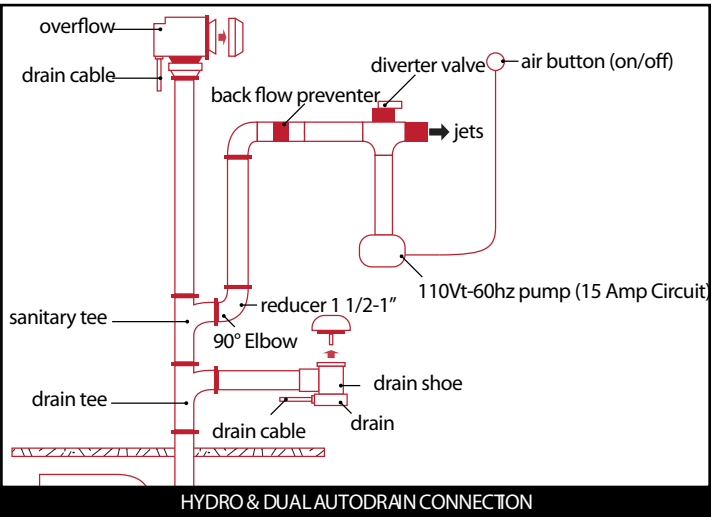 overflow
drain cable
diverter valve
air button (on/off)
back flow preventer
jets
110Vt-60hz pump (15 Amp Circuit)
reducer 1 1/2-1”
sanitary tee
90° Elbow
drain shoe
drain tee
drain cable
drain
HYDRO & DUAL AUTODRAIN CONNECTION